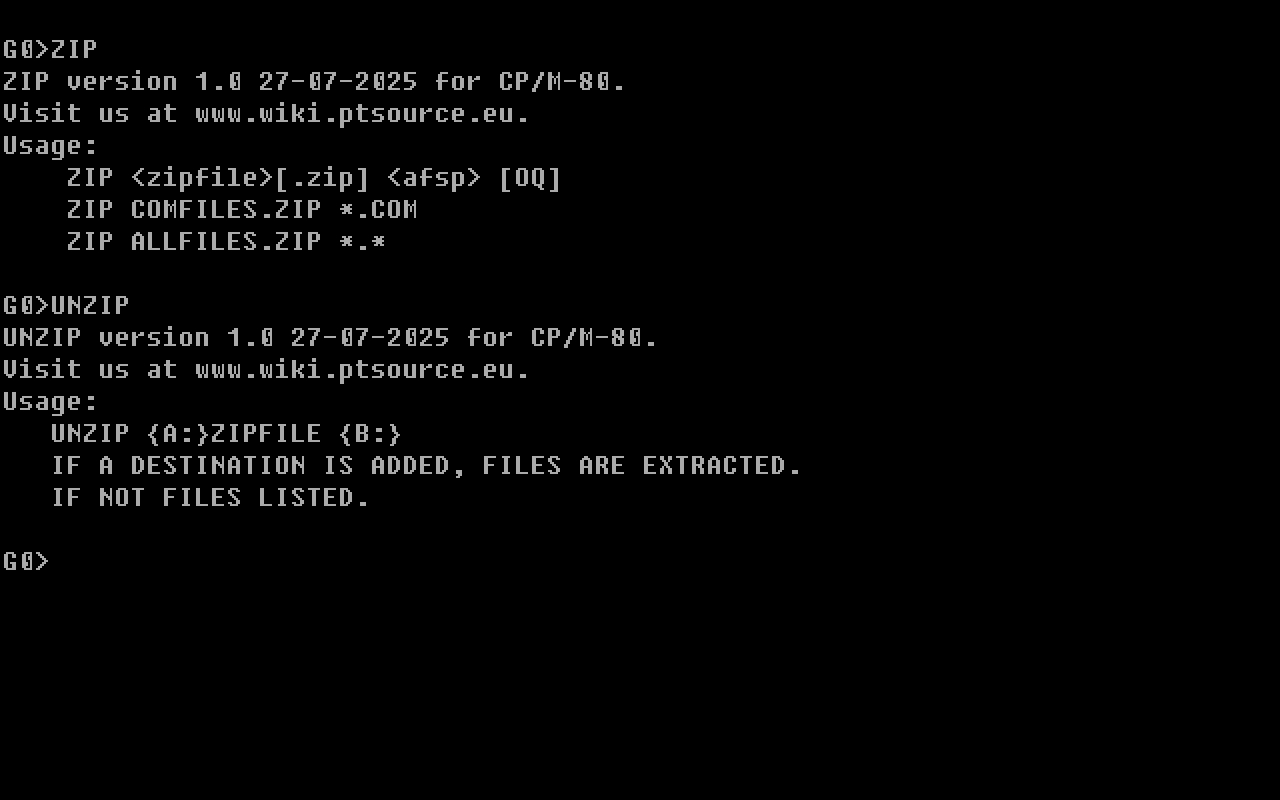 G0>ZIP
ZIP version 1.0 27-07-2025 for CP/M-80.
Visit us at www.wiki.ptsource.eu.
Usage:
    ZIP <zipfile>[.zip] <afsp> [OQ]
    ZIP COMFILES.ZIP *.COM
    ZIP ALLFILES.ZIP *.*
G0>UNZIP
UNZIP version 1.0 27-07-2025 for CP/M-80.
Visit us at www.wiki.ptsource.eu.
Usage:
   UNZIP {A:}ZIPFILE {B:}
   IF A DESTINATION IS ADDED, FILES ARE EXTRACTED.
   IF NOT FILES LISTED.
G0>